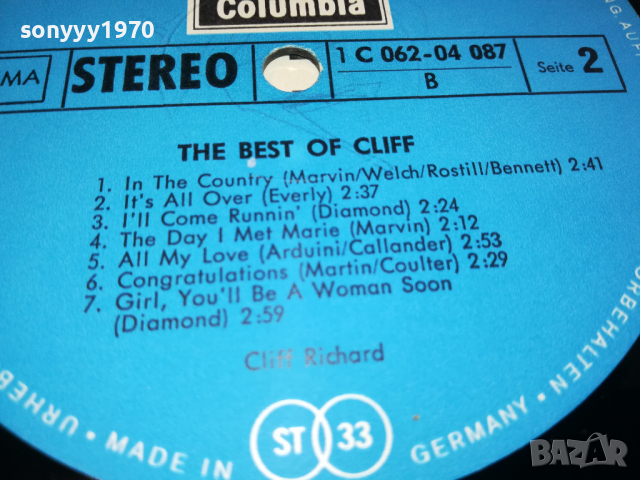 sonyyy1970
Columbia
MA
STEREO
1 C 062-04 087
B
Seite 2
THE BEST OF CLIFF
1. In The Country (Marvin/Welch/Rostill/Bennett) 2:41
2. It's All Over (Everly) 2:37
3. I'll Come Runnin' (Diamond) 2:24
4. The Day I Met Marie (Marvin) 2:12
5. All My Love (Arduini/Callander) 2:53
6. Congratulations (Martin/Coulter) 2:29
7. Girl, You'll Be A Woman Soon
(Diamond) 2:59
Cliff Richard
ST 33
URHEB
• MADE IN
GERMANY •
ORBEHALTEN
BAZAR